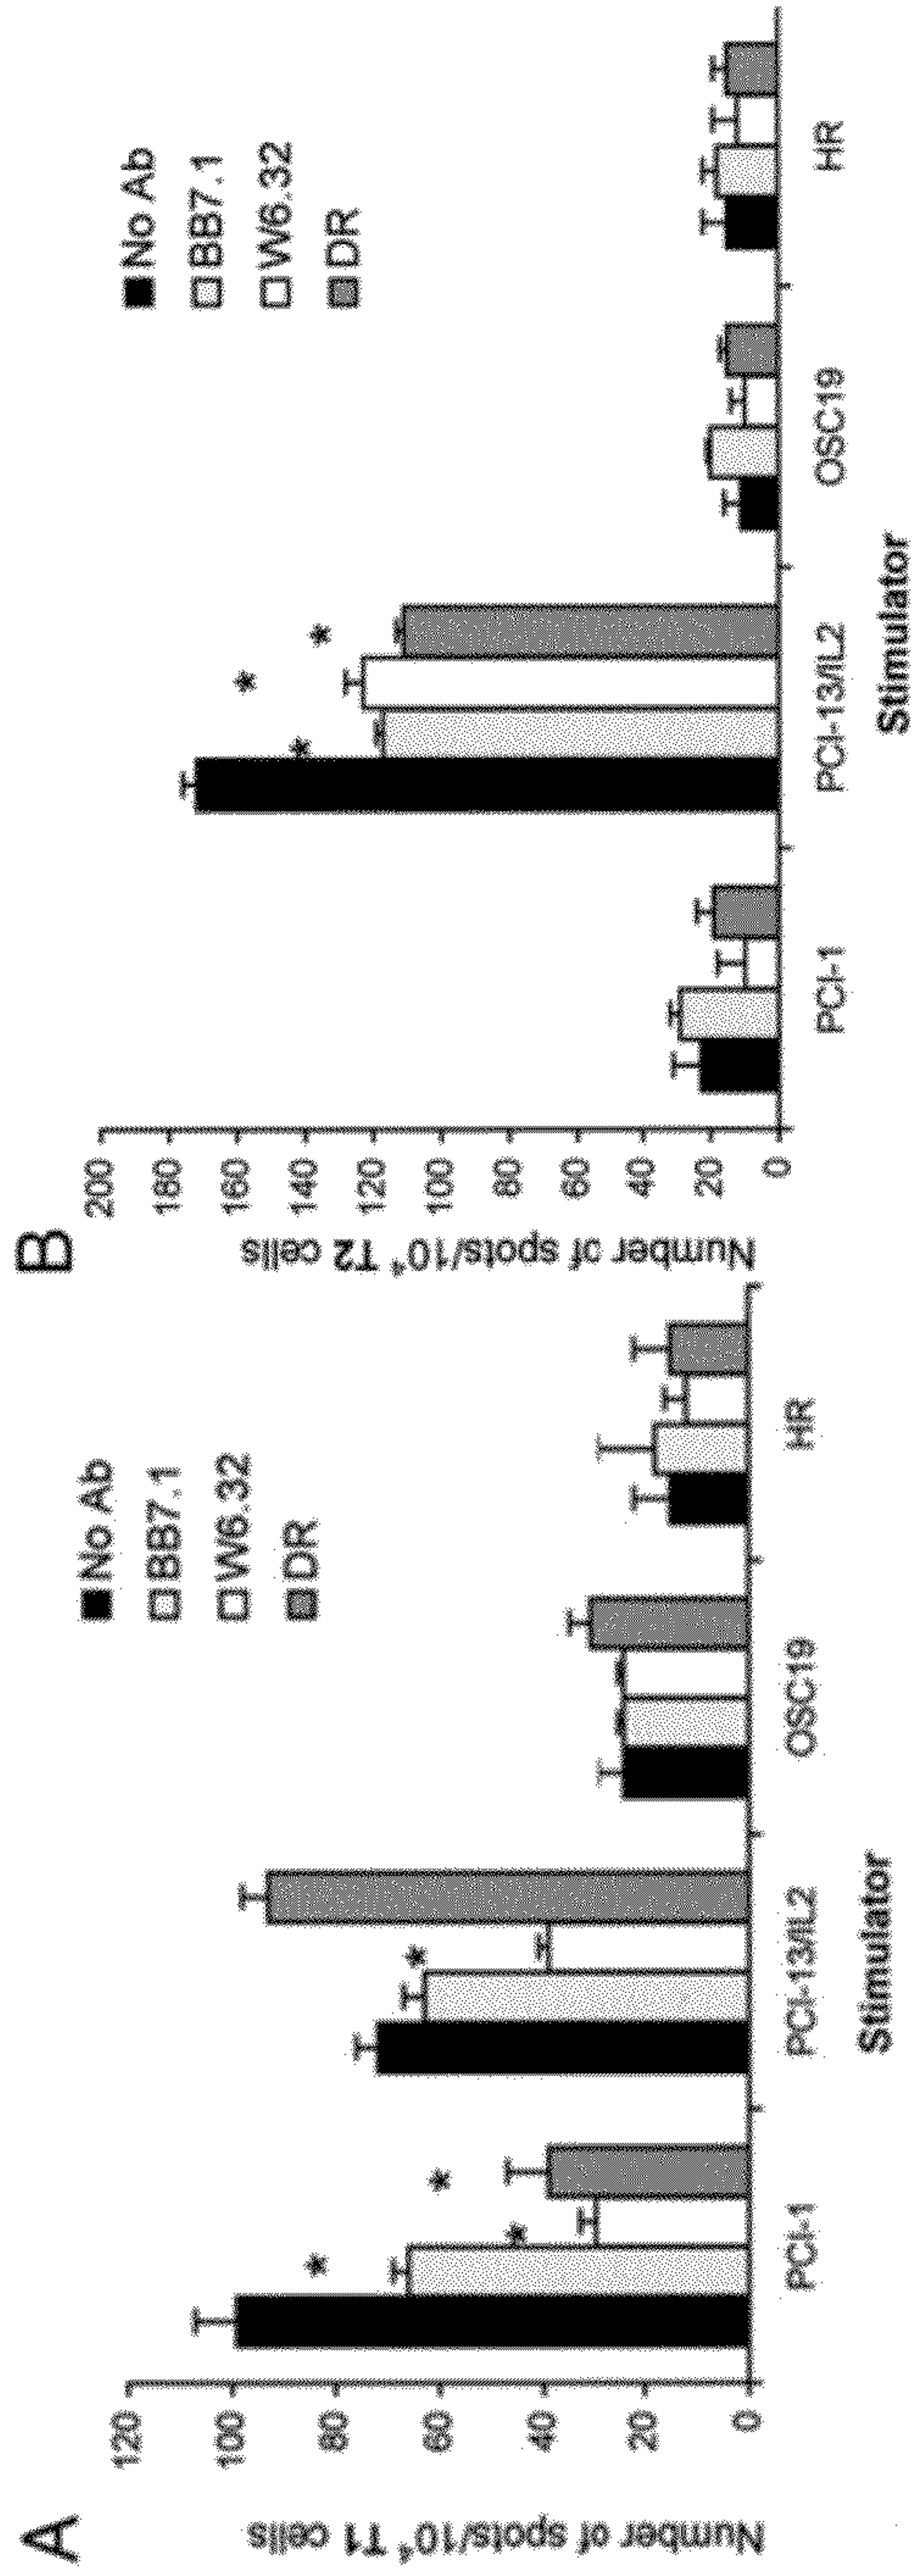 A
Number of spots/10⁴ T1 cells
120
100
80
60
40
20
0
No Ab
BB7.1
W6.32
DR
*
*
*
*
PCI-1
PCI-13/IL2
OSC19
HR
Stimulator
B
Number of spots/10⁴ T2 cells
200
180
160
140
120
100
80
60
40
20
0
No Ab
BB7.1
W6.32
DR
*
*
*
PCI-1
PCI-13/IL2
OSC19
HR
Stimulator